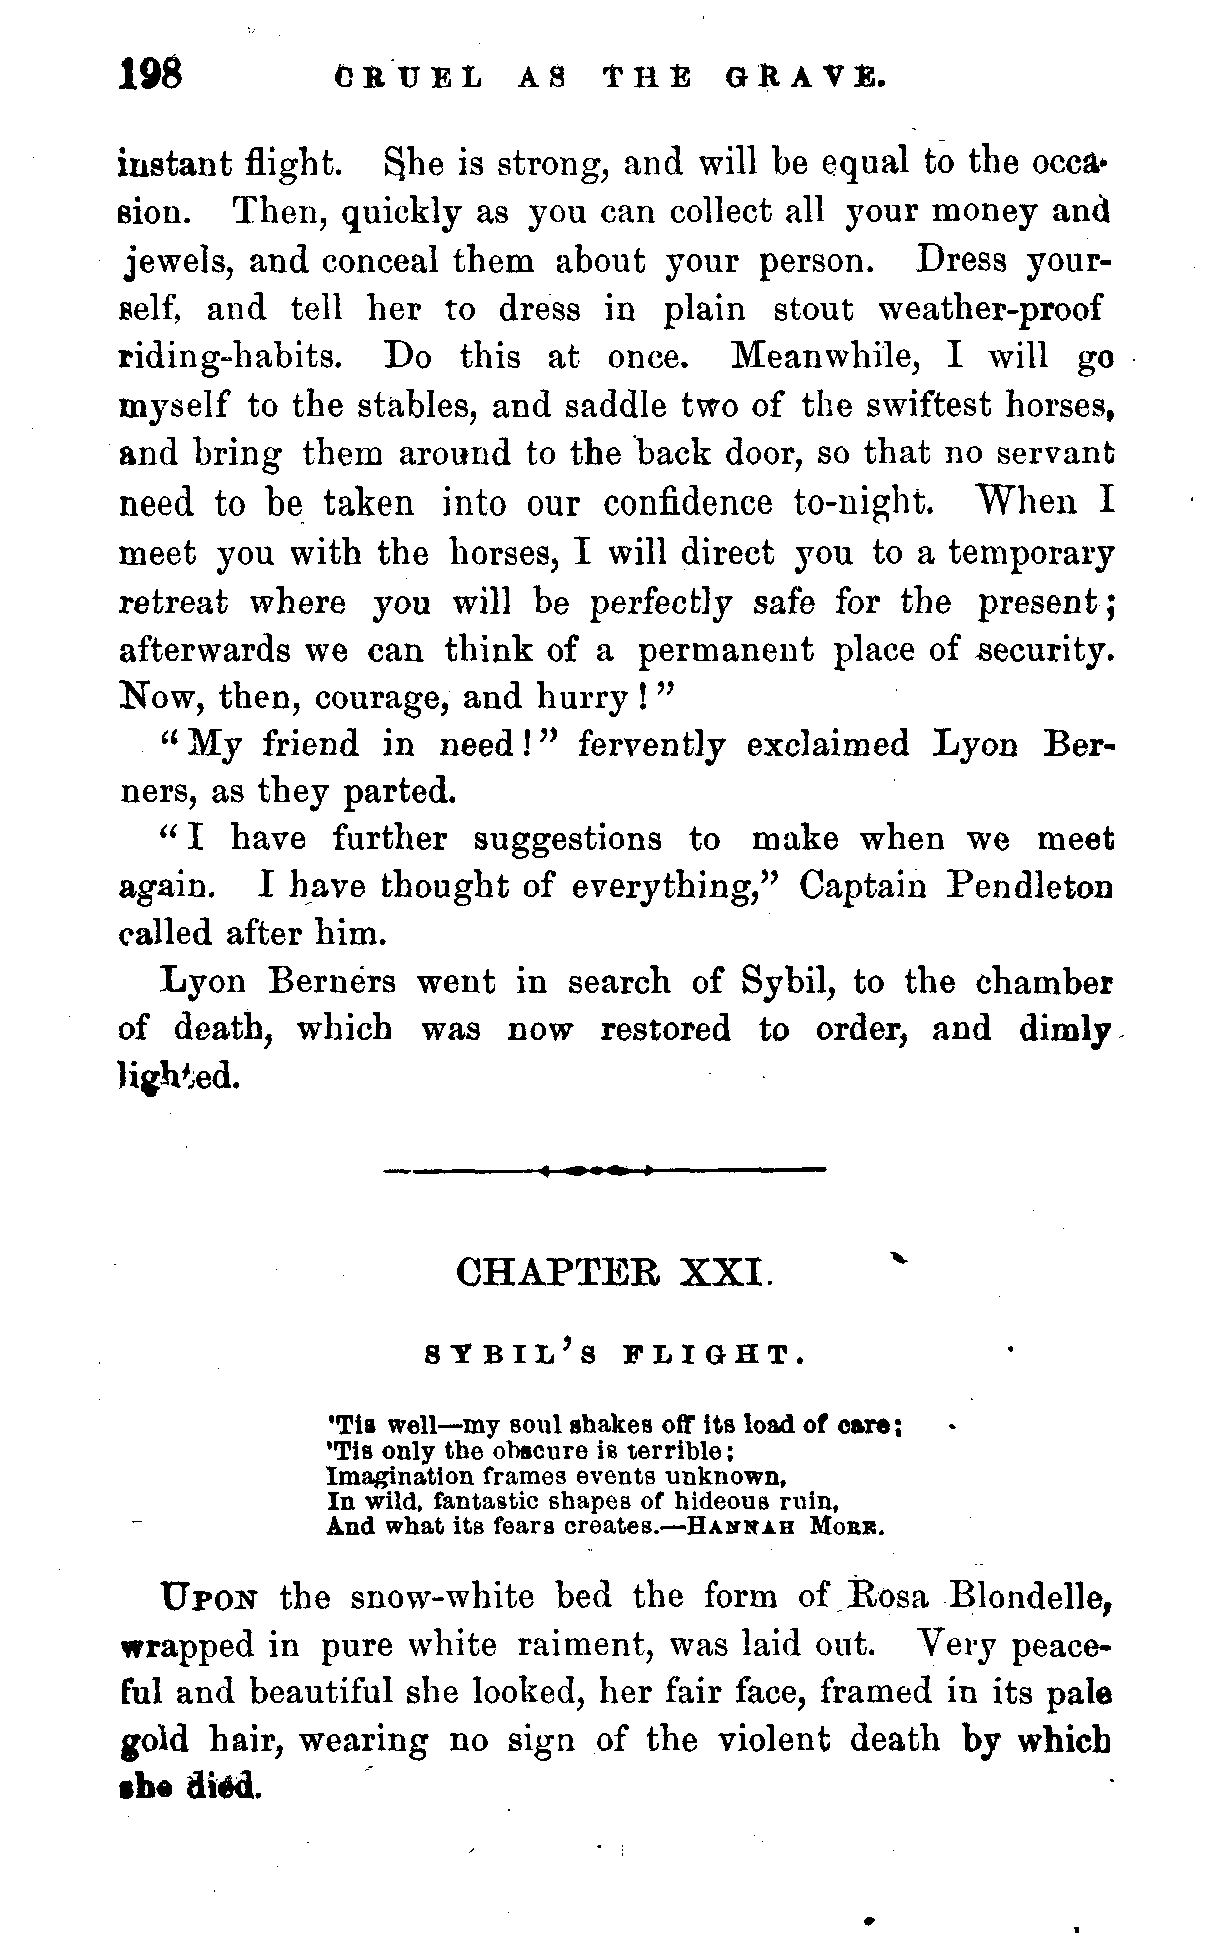 198 CRUEL AS THE GRAVE.
instant flight. She is strong, and will be equal to the occa-
sion. Then, quickly as you can collect all your money and
jewels, and conceal them about your person. Dress your-
self, and tell her to dress in plain stout weather-proof
riding-habits. Do this at once. Meanwhile, I will go
myself to the stables, and saddle two of the swiftest horses,
and bring them around to the back door, so that no servant
need to be taken into our confidence to-night. When I
meet you with the horses, I will direct you to a temporary
retreat where you will be perfectly safe for the present;
afterwards we can think of a permanent place of security.
Now, then, courage, and hurry!"
"My friend in need!" fervently exclaimed Lyon Ber-
ners, as they parted.
"I have further suggestions to make when we meet
again. I have thought of everything," Captain Pendleton
called after him.
Lyon Berners went in search of Sybil, to the chamber
of death, which was now restored to order, and dimly
lighted.
CHAPTER XXI.
SYBIL'S FLIGHT.
'Tis well—my soul shakes off its load of care;
'Tis only the obscure is terrible;
Imagination frames events unknown,
In wild, fantastic shapes of hideous ruin,
And what its fears creates.—HANNAH MORE.
UPON the snow-white bed the form of Rosa Blondelle,
wrapped in pure white raiment, was laid out. Very peace-
ful and beautiful she looked, her fair face, framed in its pale
gold hair, wearing no sign of the violent death by which
she died.